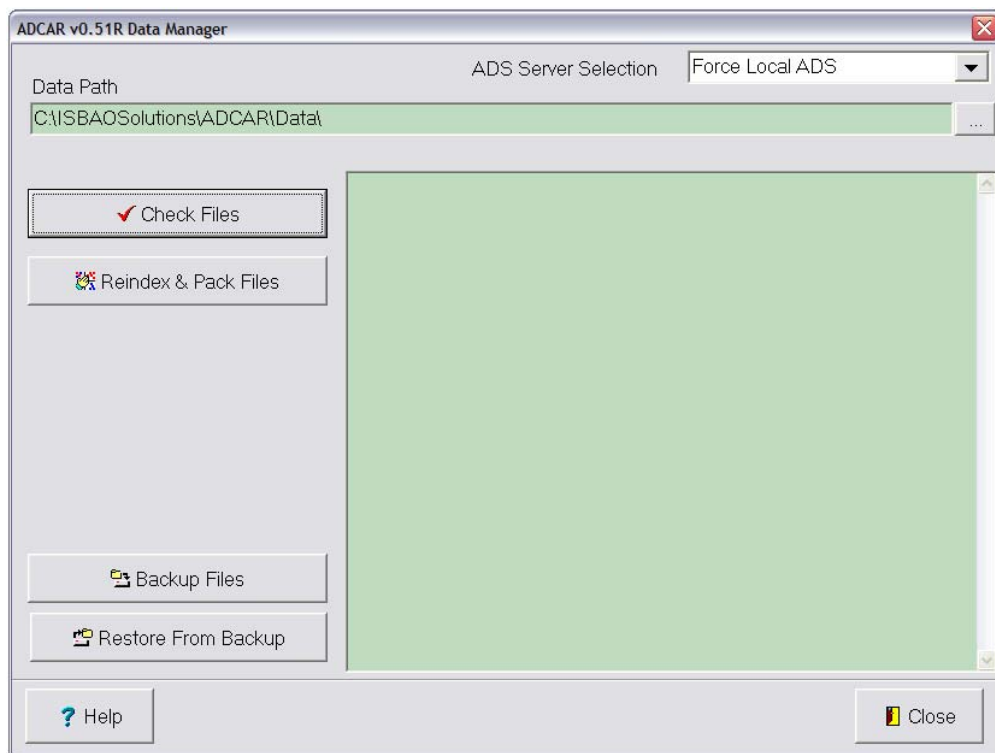 ADCAR v0.51R Data Manager
ADS Server Selection
Force Local ADS
Data Path
C:\ISBAOSolutions\ADCAR\Data\
...
Check Files
Reindex & Pack Files
Backup Files
Restore From Backup
? Help
Close